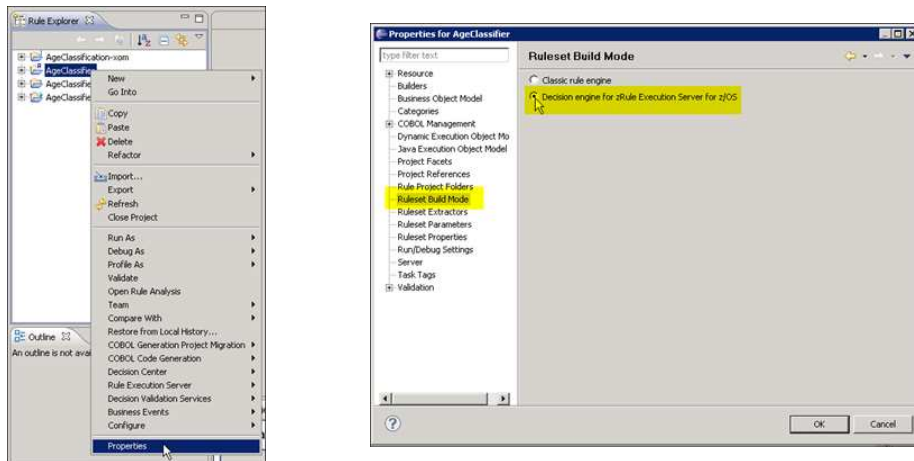 Rule Explorer
AgeClassification-xom
AgeClassifier
AgeClassifie
AgeClassifie
New
Go Into
Copy
Paste
Delete
Refactor
Import...
Export
Refresh
Close Project
Run As
Debug As
Profile As
Validate
Open Rule Analysis
Team
Compare With
Restore from Local History...
COBOL Generation Project Migration
COBOL Code Generation
Decision Center
Rule Execution Server
Decision Validation Services
Business Events
Configure
Properties
Outline
An outline is not avai
Properties for AgeClassifier
type filter text
Resource
Builders
Business Object Model
Categories
COBOL Management
Dynamic Execution Object Mo
Java Execution Object Model
Project Facets
Project References
Rule Project Folders
Ruleset Build Mode
Ruleset Extractors
Ruleset Parameters
Ruleset Properties
Run/Debug Settings
Server
Task Tags
Validation
Ruleset Build Mode
Classic rule engine
Decision engine for zRule Execution Server for z/OS
OK
Cancel